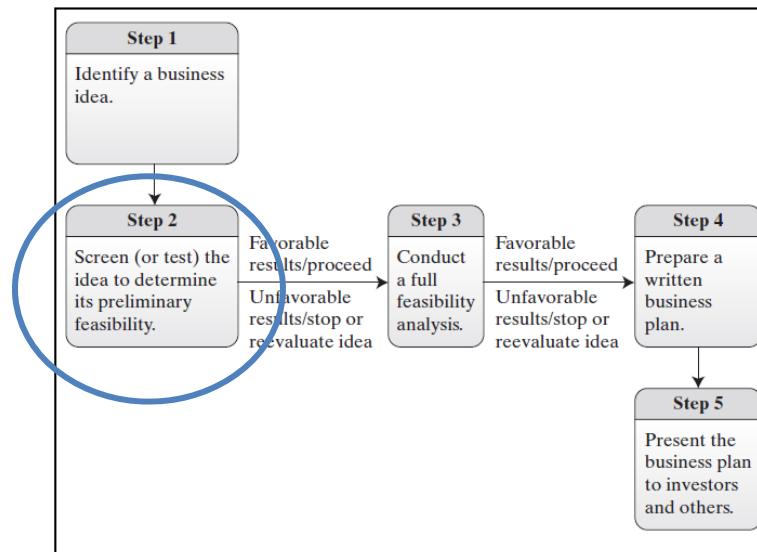 Step 1
Identify a business
idea.
Step 2
Screen (or test) the
idea to determine
its preliminary
feasibility.
Favorable
results/proceed
Unfavorable
results/stop or
reevaluate idea
Step 3
Conduct
a full
feasibility
analysis.
Favorable
results/proceed
Unfavorable
results/stop or
reevaluate idea
Step 4
Prepare a
written
business
plan.
Step 5
Present the
business plan
to investors
and others.